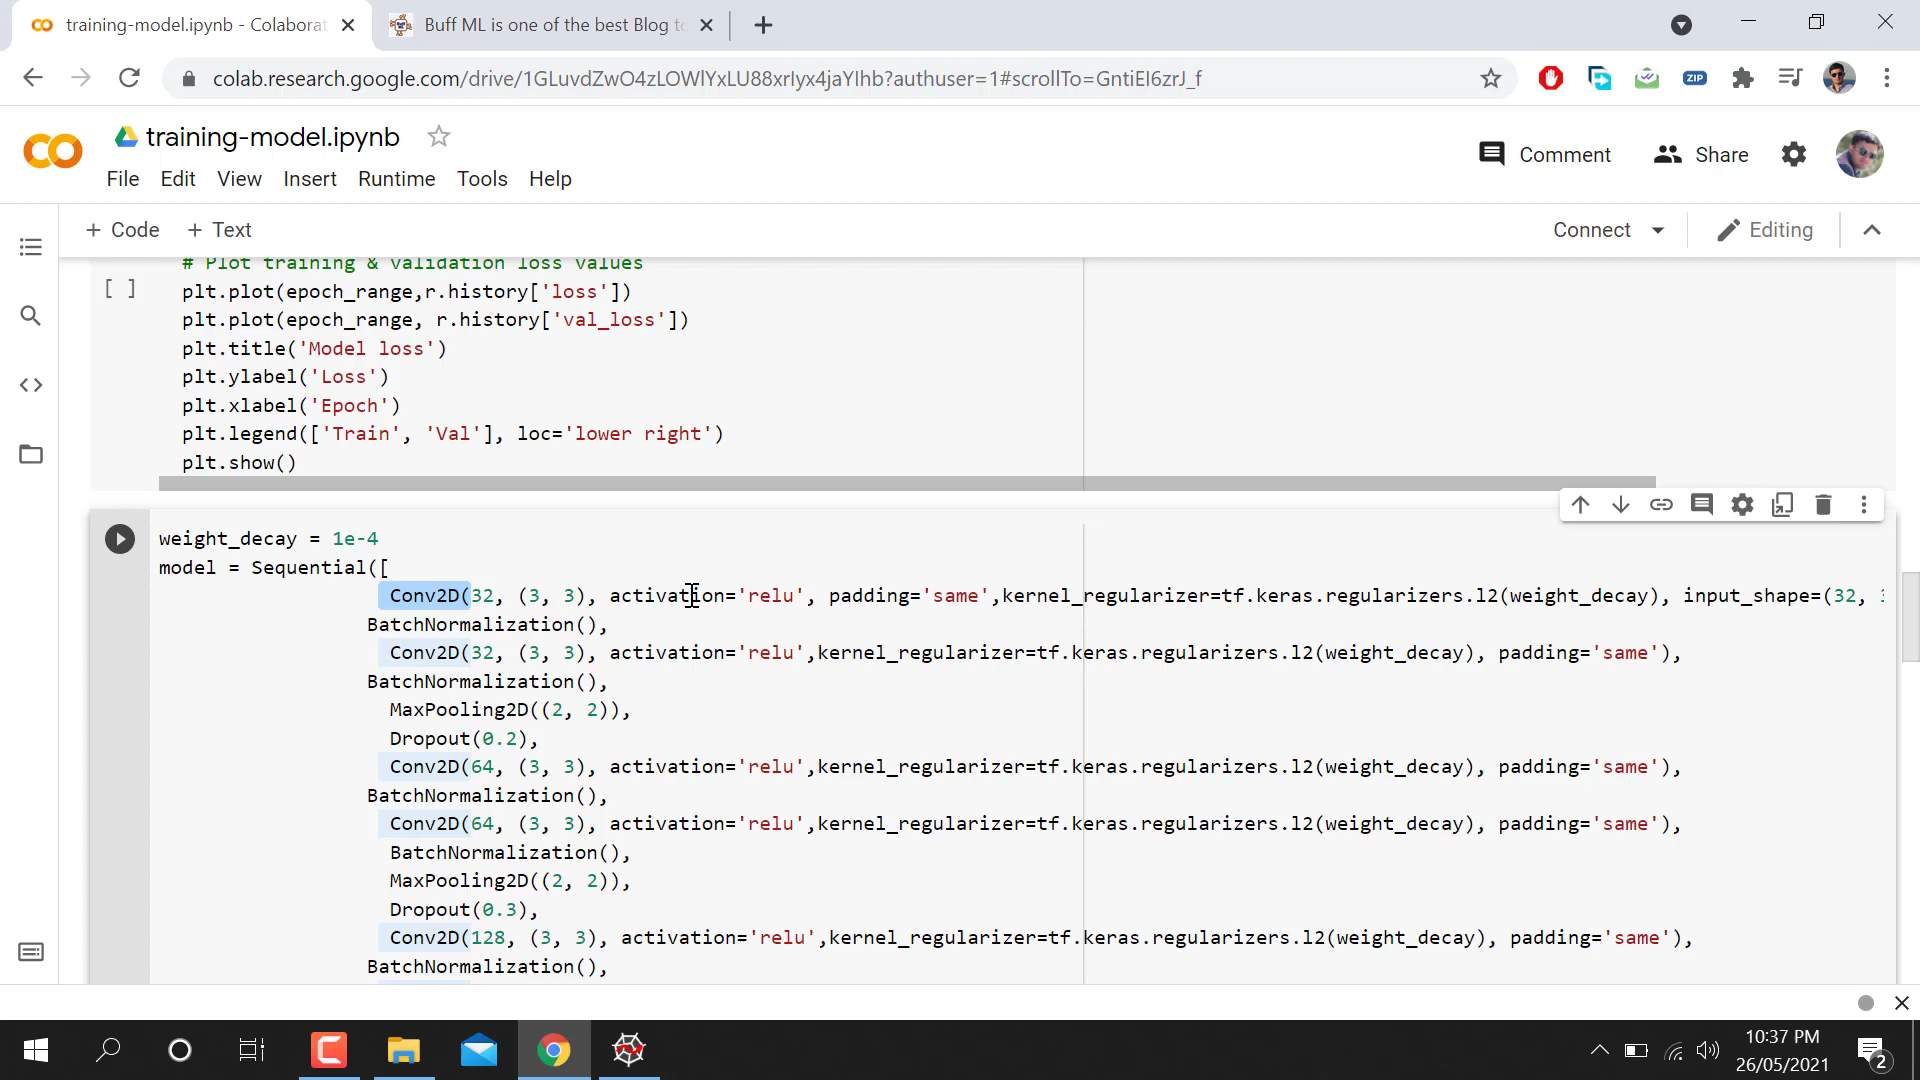 training-model.ipynb - Colaborat
Buff ML is one of the best Blog to
colab.research.google.com/drive/1GLuvdZwO4zLOWlYxLU88xrIyx4jaYIhb?authuser=1#scrollTo=GntiEI6zrJ_f
ZIP
training-model.ipynb
Comment
Share
File Edit View Insert Runtime Tools Help
+ Code + Text
Connect
Editing
# Plot training & validation loss values
[ ]
plt.plot(epoch_range,r.history['loss'])
plt.plot(epoch_range, r.history['val_loss'])
plt.title('Model loss')
plt.ylabel('Loss')
plt.xlabel('Epoch')
plt.legend(['Train', 'Val'], loc='lower right')
plt.show()
weight_decay = 1e-4
model = Sequential([
Conv2D(32, (3, 3), activation='relu', padding='same',kernel_regularizer=tf.keras.regularizers.l2(weight_decay), input_shape=(32,
BatchNormalization(),
Conv2D(32, (3, 3), activation='relu',kernel_regularizer=tf.keras.regularizers.l2(weight_decay), padding='same'),
BatchNormalization(),
MaxPooling2D((2, 2)),
Dropout(0.2),
Conv2D(64, (3, 3), activation='relu',kernel_regularizer=tf.keras.regularizers.l2(weight_decay), padding='same'),
BatchNormalization(),
Conv2D(64, (3, 3), activation='relu',kernel_regularizer=tf.keras.regularizers.l2(weight_decay), padding='same'),
BatchNormalization(),
MaxPooling2D((2, 2)),
Dropout(0.3),
Conv2D(128, (3, 3), activation='relu',kernel_regularizer=tf.keras.regularizers.l2(weight_decay), padding='same'),
BatchNormalization(),
10:37 PM
26/05/2021
2